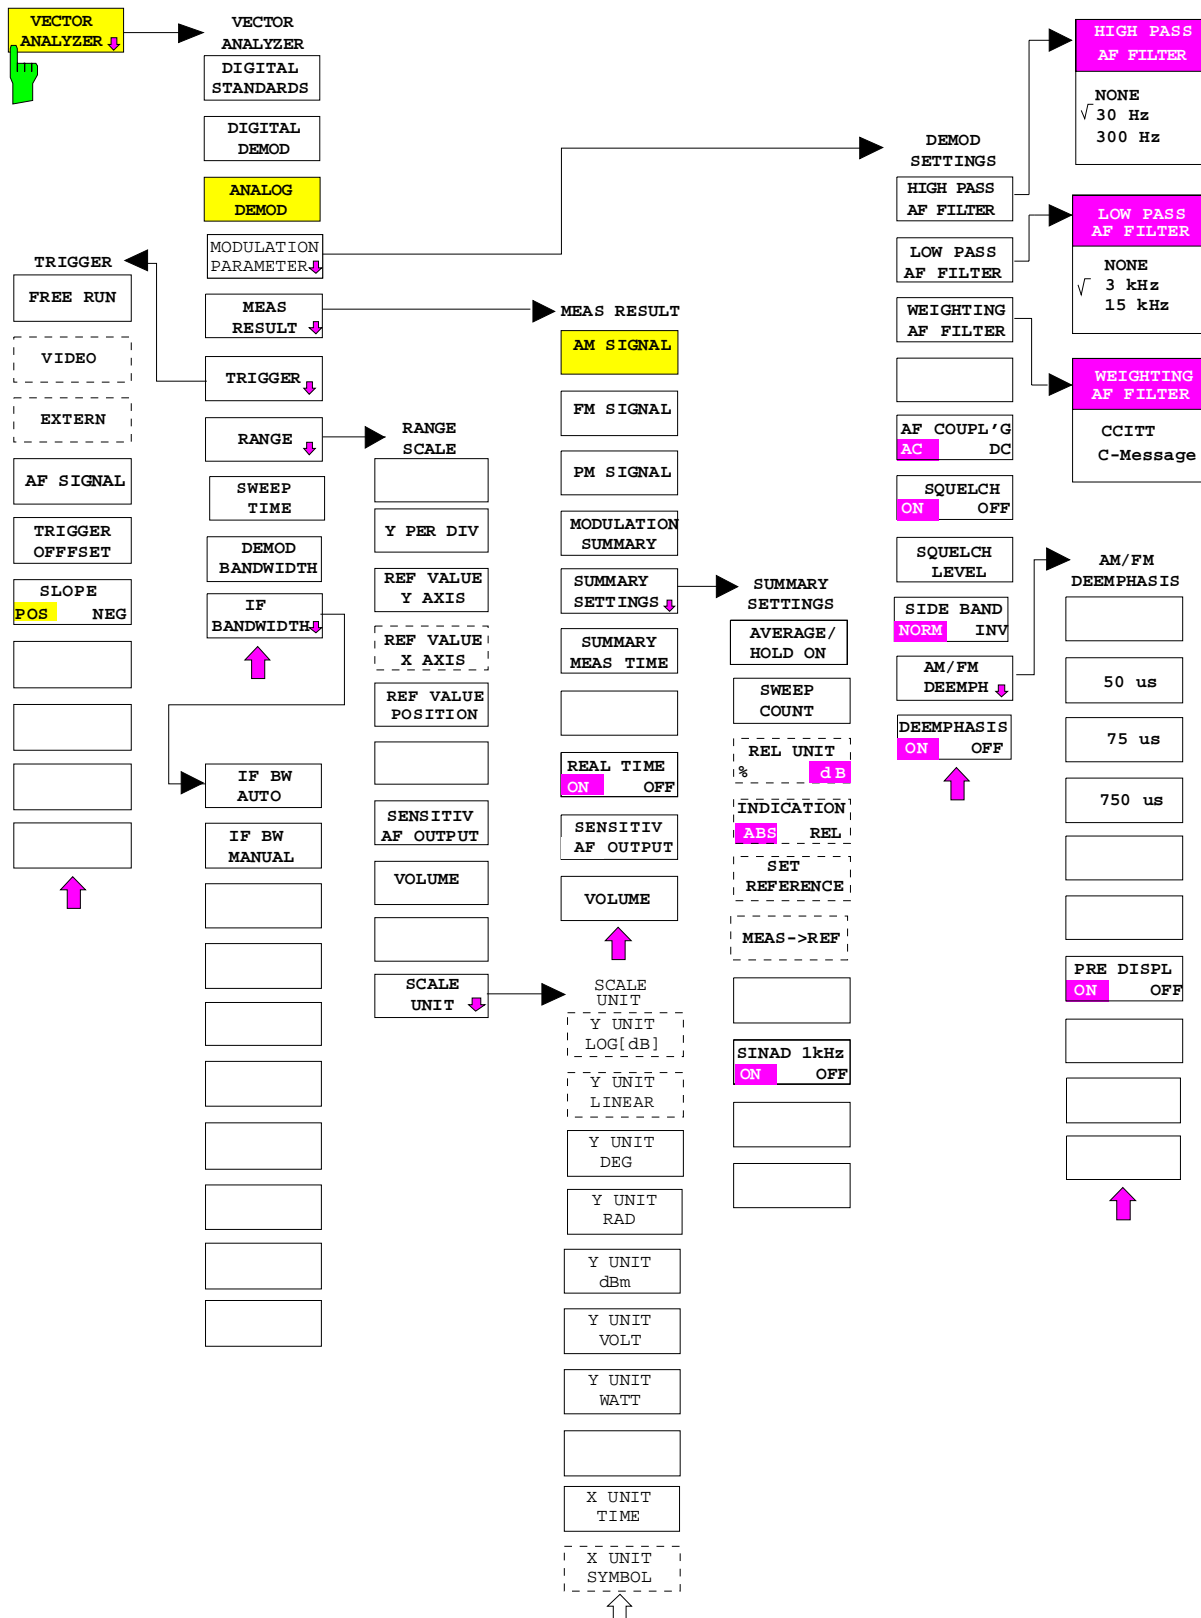 VECTOR
ANALYZER
VECTOR
ANALYZER
DIGITAL
STANDARDS
DIGITAL
DEMOD
ANALOG
DEMOD
MODULATION
PARAMETER
MEAS
RESULT
TRIGGER
RANGE
SWEEP
TIME
DEMOD
BANDWIDTH
IF
BANDWIDTH
TRIGGER
FREE RUN
VIDEO
EXTERN
AF SIGNAL
TRIGGER
OFFFSET
SLOPE
POS NEG
IF BW
AUTO
IF BW
MANUAL
RANGE
SCALE
Y PER DIV
REF VALUE
Y AXIS
REF VALUE
X AXIS
REF VALUE
POSITION
SENSITIV
AF OUTPUT
VOLUME
SCALE
UNIT
MEAS RESULT
AM SIGNAL
FM SIGNAL
PM SIGNAL
MODULATION
SUMMARY
SUMMARY
SETTINGS
SUMMARY
MEAS TIME
REAL TIME
ON OFF
SENSITIV
AF OUTPUT
VOLUME
SCALE
UNIT
Y UNIT
LOG[dB]
Y UNIT
LINEAR
Y UNIT
DEG
Y UNIT
RAD
Y UNIT
dBm
Y UNIT
VOLT
Y UNIT
WATT
X UNIT
TIME
X UNIT
SYMBOL
SUMMARY
SETTINGS
AVERAGE/
HOLD ON
SWEEP
COUNT
REL UNIT
% dB
INDICATION
ABS REL
SET
REFERENCE
MEAS->REF
SINAD 1kHz
ON OFF
DEMOD
SETTINGS
HIGH PASS
AF FILTER
LOW PASS
AF FILTER
WEIGHTING
AF FILTER
AF COUPL'G
AC DC
SQUELCH
ON OFF
SQUELCH
LEVEL
SIDE BAND
NORM INV
AM/FM
DEEMPH
DEEMPHASIS
ON OFF
HIGH PASS
AF FILTER
NONE
√ 30 Hz
300 Hz
LOW PASS
AF FILTER
NONE
√ 3 kHz
15 kHz
WEIGHTING
AF FILTER
CCITT
C-Message
AM/FM
DEEMPHASIS
50 us
75 us
750 us
PRE DISPL
ON OFF